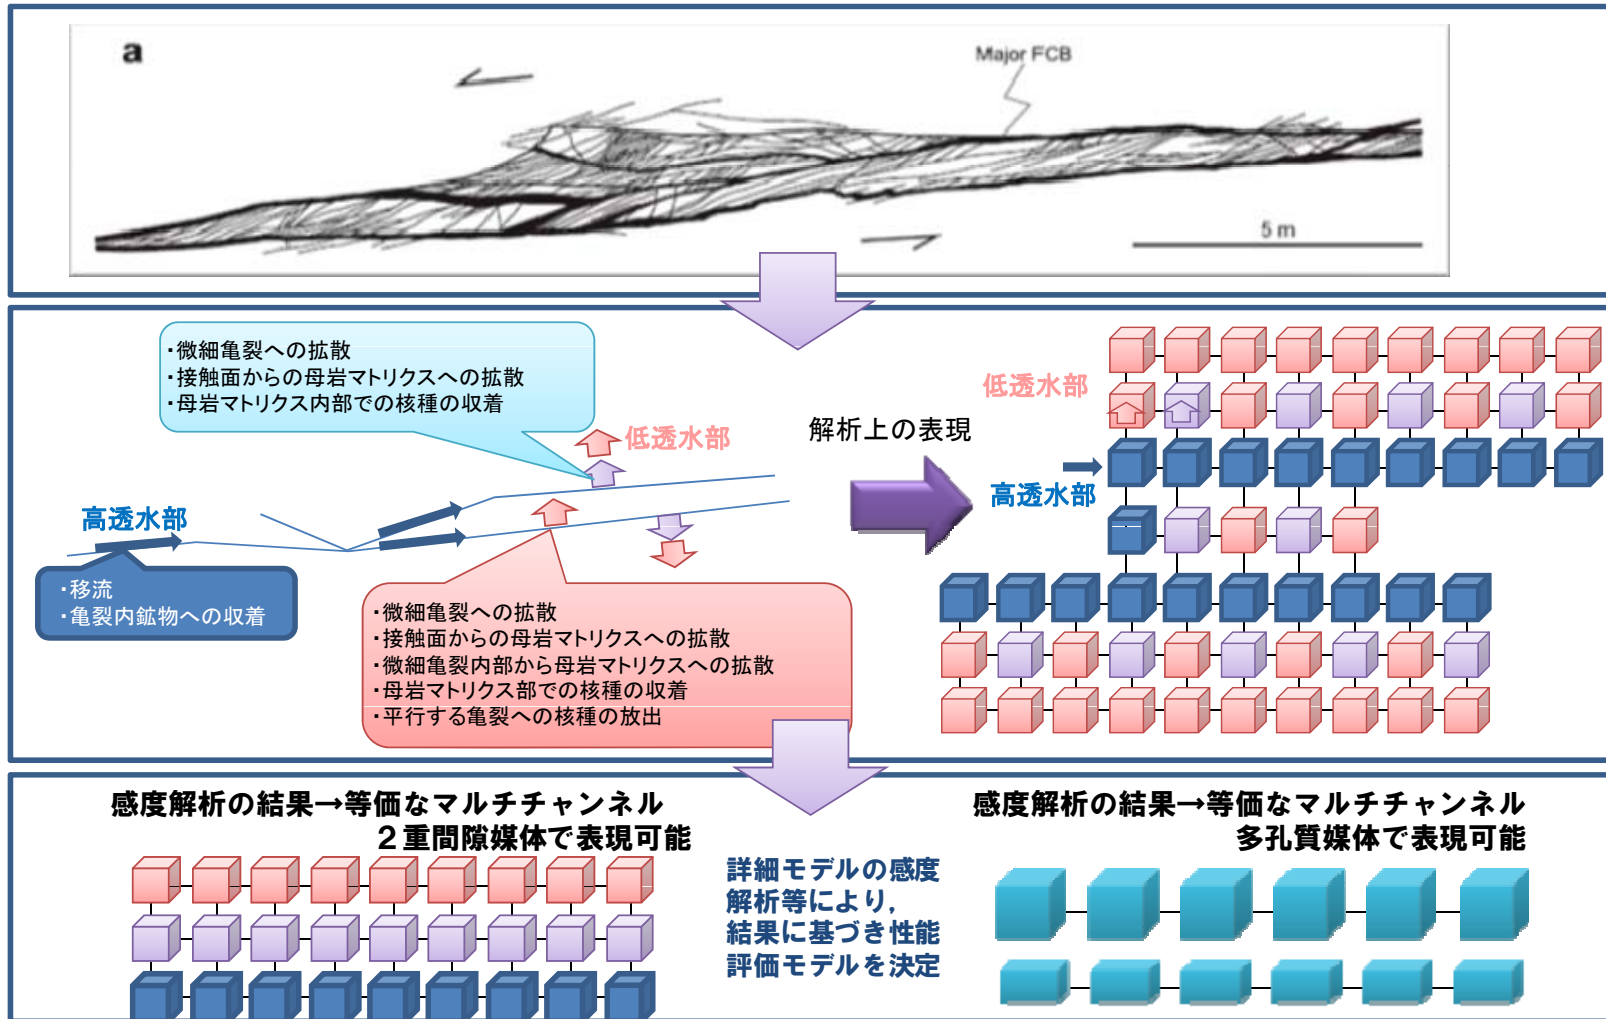 a
Major FCB
5 m
・微細亀裂への拡散
・接触面からの母岩マトリクスへの拡散
・母岩マトリクス内部での核種の収着
低透水部
高透水部
・移流
・亀裂内鉱物への収着
・微細亀裂への拡散
・接触面からの母岩マトリクスへの拡散
・微細亀裂内部から母岩マトリクスへの拡散
・母岩マトリクス部での核種の収着
・平行する亀裂への核種の放出
解析上の表現
低透水部
高透水部
感度解析の結果→等価なマルチチャンネル
２重間隙媒体で表現可能
詳細モデルの感度
解析等により,
結果に基づき性能
評価モデルを決定
感度解析の結果→等価なマルチチャンネル
多孔質媒体で表現可能